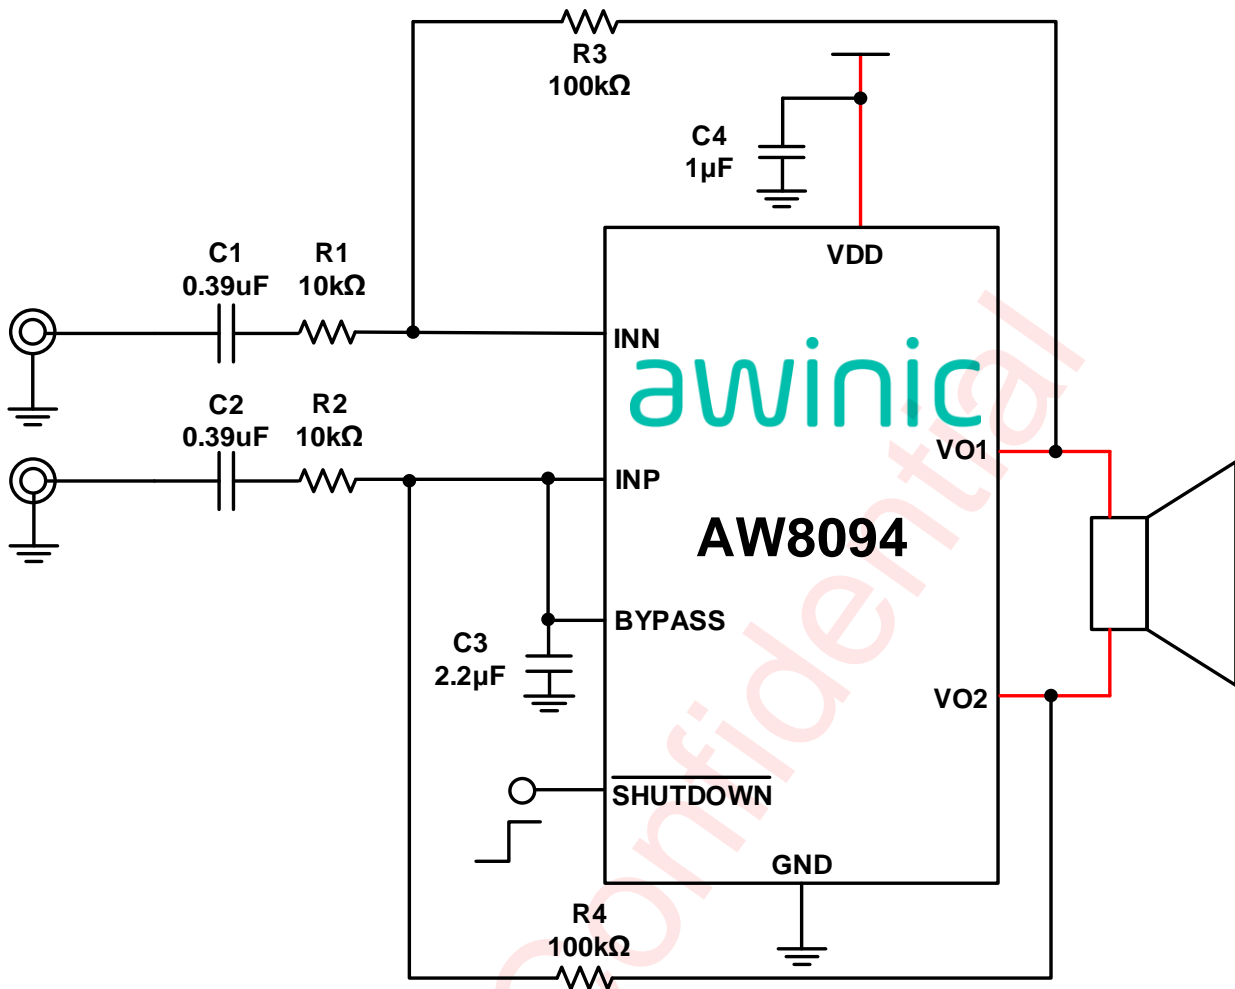 R3
100kΩ
C4
1µF
VDD
C1
0.39uF
R1
10kΩ
INN
awinic
C2
0.39uF
R2
10kΩ
VO1
INP
AW8094
BYPASS
C3
2.2µF
VO2
SHUTDOWN
GND
R4
100kΩ
Confidential